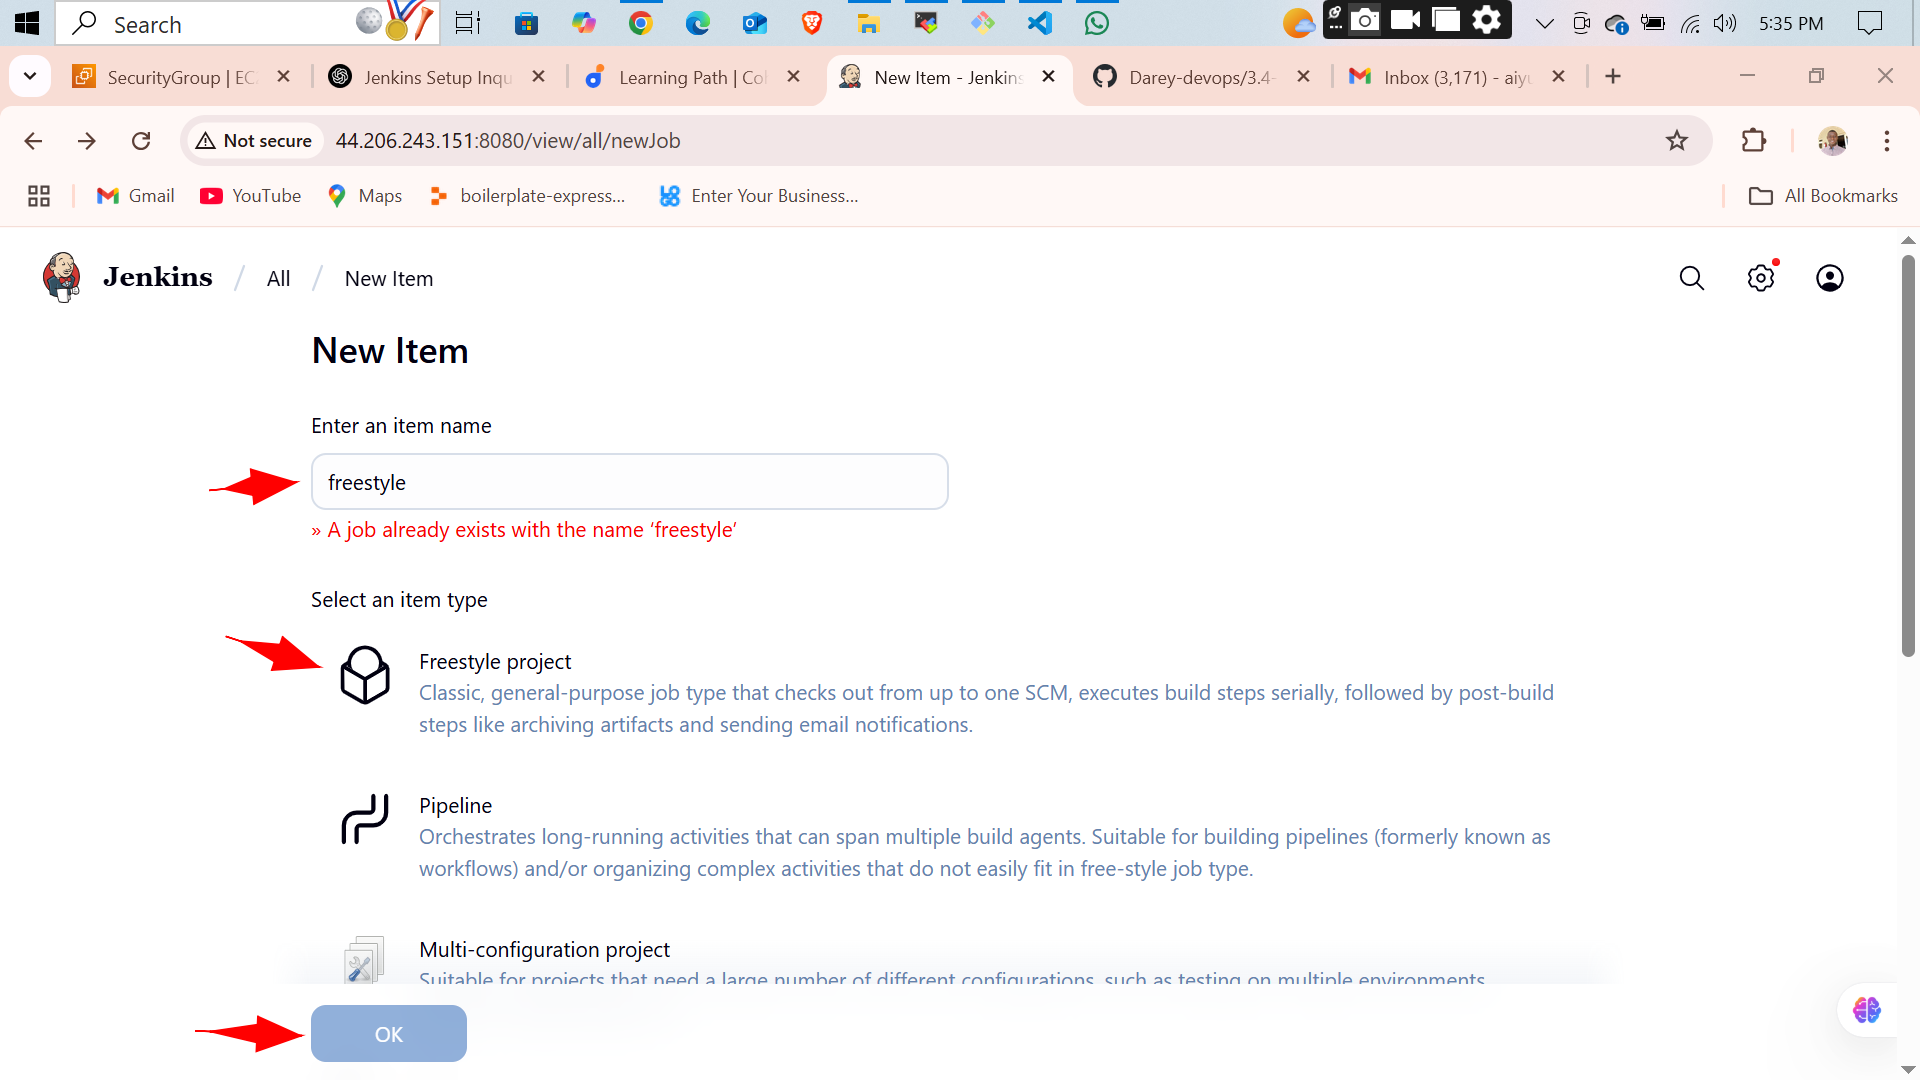 Search
5:35 PM
SecurityGroup | EC
Jenkins Setup Inqu
Learning Path | Col
New Item - Jenkins
Darey-devops/3.4-
Inbox (3,171) - aiyu
Not secure
44.206.243.151:8080/view/all/newJob
Gmail
YouTube
Maps
boilerplate-express...
Enter Your Business...
All Bookmarks
Jenkins / All / New Item
New Item
Enter an item name
freestyle
» A job already exists with the name ‘freestyle’
Select an item type
Freestyle project
Classic, general-purpose job type that checks out from up to one SCM, executes build steps serially, followed by post-build
steps like archiving artifacts and sending email notifications.
Pipeline
Orchestrates long-running activities that can span multiple build agents. Suitable for building pipelines (formerly known as
workflows) and/or organizing complex activities that do not easily fit in free-style job type.
Multi-configuration project
Suitable for projects that need a large number of different configurations, such as testing on multiple environments
OK